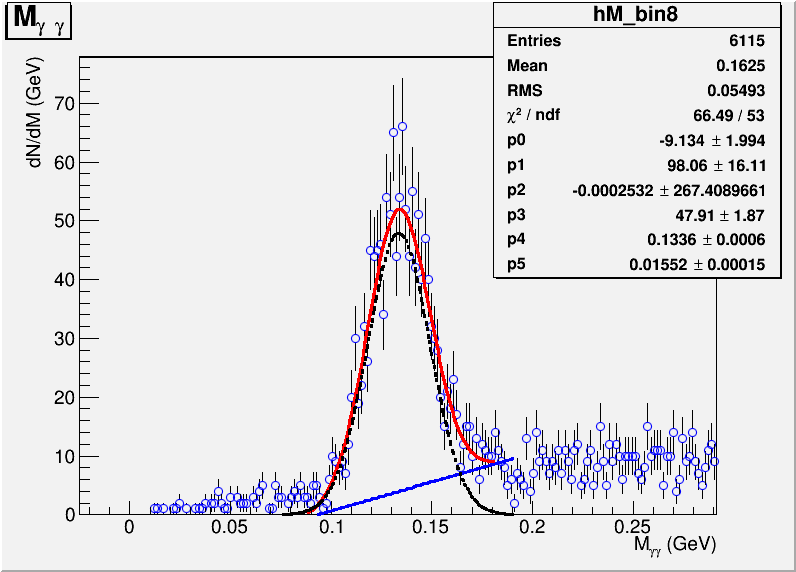 Mγ γ
hM_bin8
Entries 6115
Mean 0.1625
RMS 0.05493
χ² / ndf 66.49 / 53
p0 -9.134 ± 1.994
p1 98.06 ± 16.11
p2 -0.0002532 ± 267.4089661
p3 47.91 ± 1.87
p4 0.1336 ± 0.0006
p5 0.01552 ± 0.00015
dN/dM (GeV)
70
60
50
40
30
20
10
0
0 0.05 0.1 0.15 0.2 0.25
Mγγ (GeV)